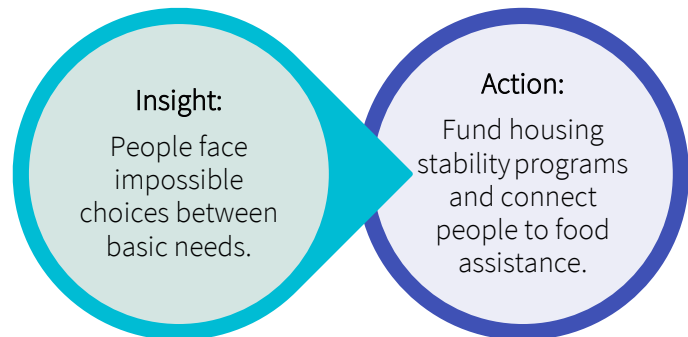 Insight:
People face
impossible
choices between
basic needs.
Action:
Fund housing
stability programs
and connect
people to food
assistance.